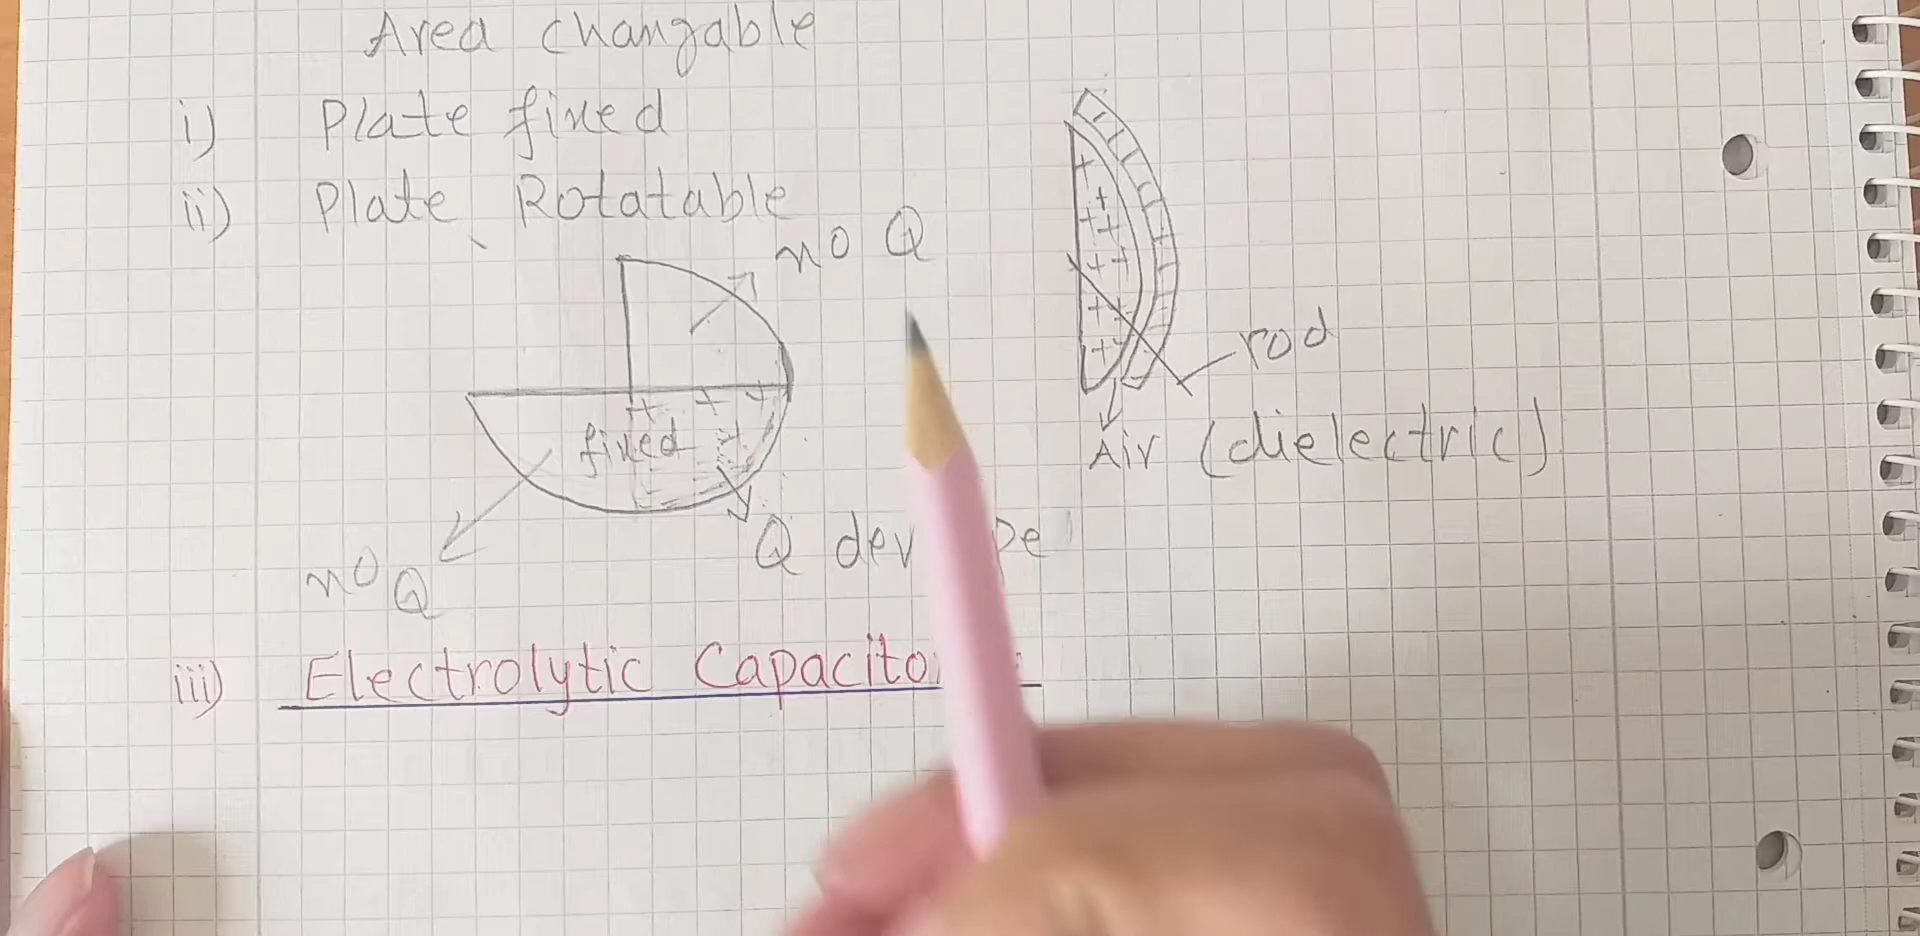 Area changable
i) Plate fixed
ii) Plate Rotatable
no Q
rod
fixed
Air (dielectric)
no Q
Q
iii) Electrolytic